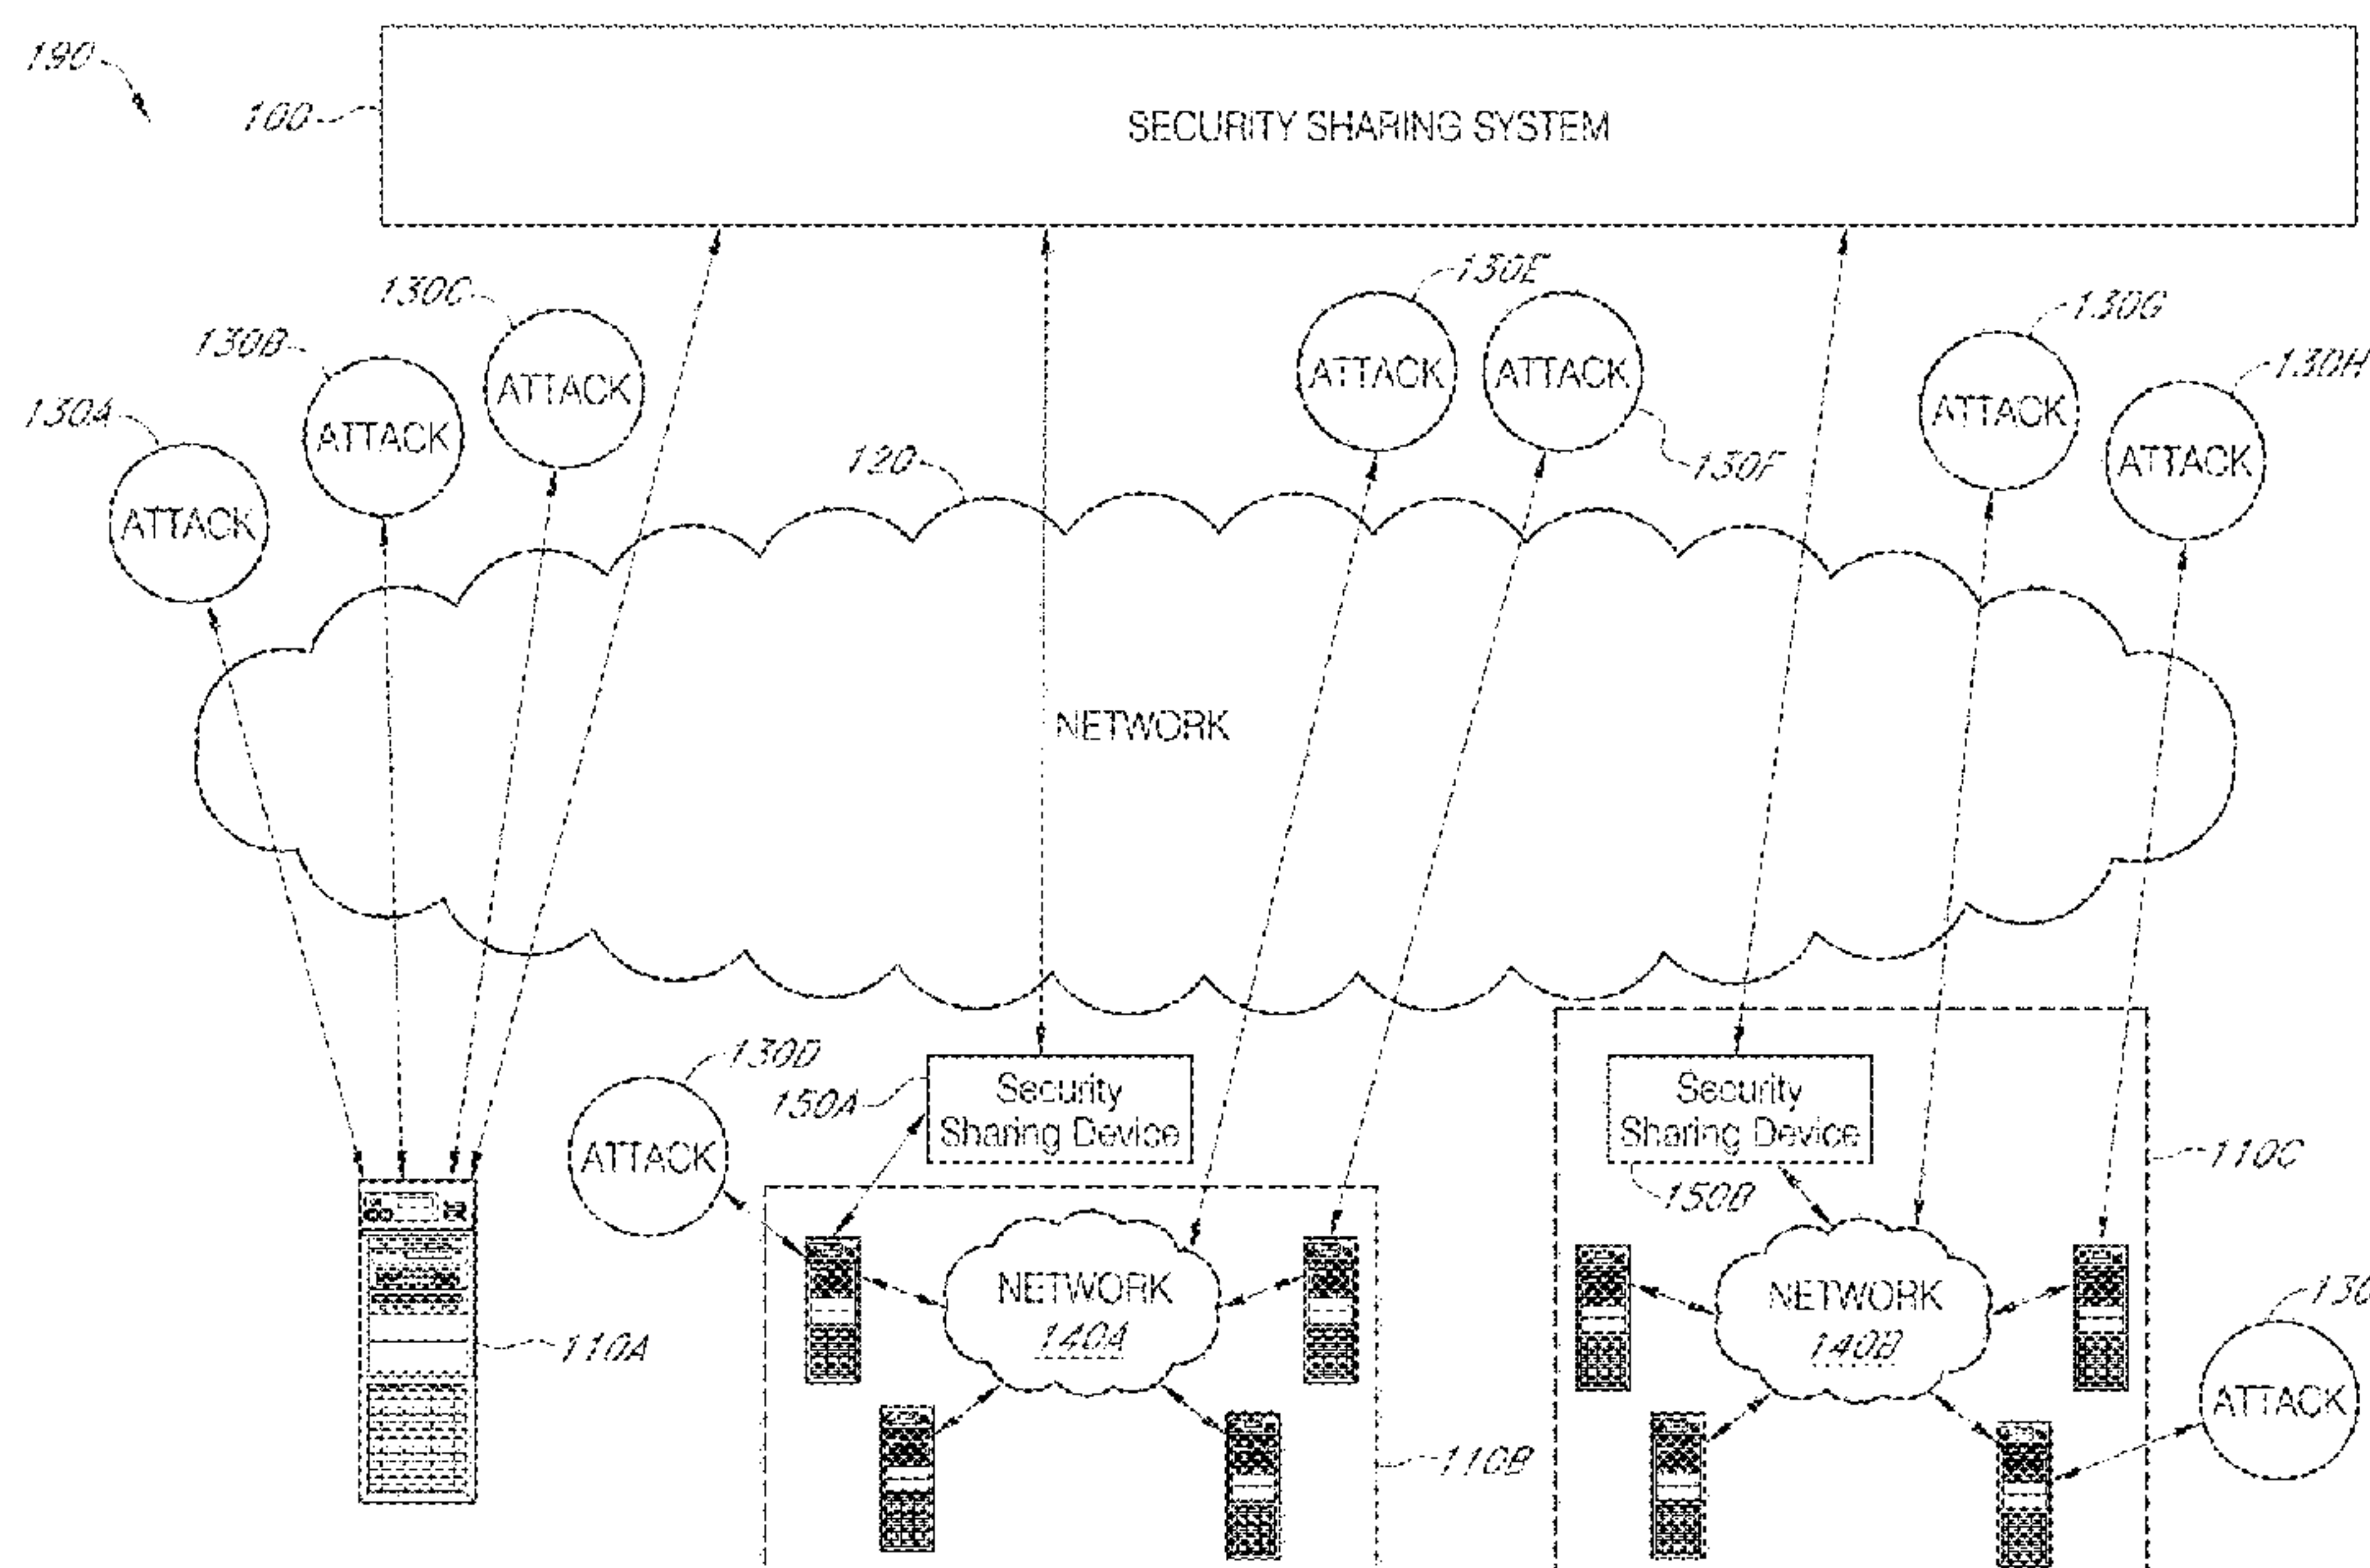 190
100
SECURITY SHARING SYSTEM
130E
130C
130G
130B
130H
130A
ATTACK
ATTACK
ATTACK
ATTACK
ATTACK
ATTACK
ATTACK
120
130F
NETWORK
130D
150A
Security
Sharing Device
Security
Sharing Device
ATTACK
110C
150B
NETWORK
140A
NETWORK
140B
130
110A
ATTACK
110B